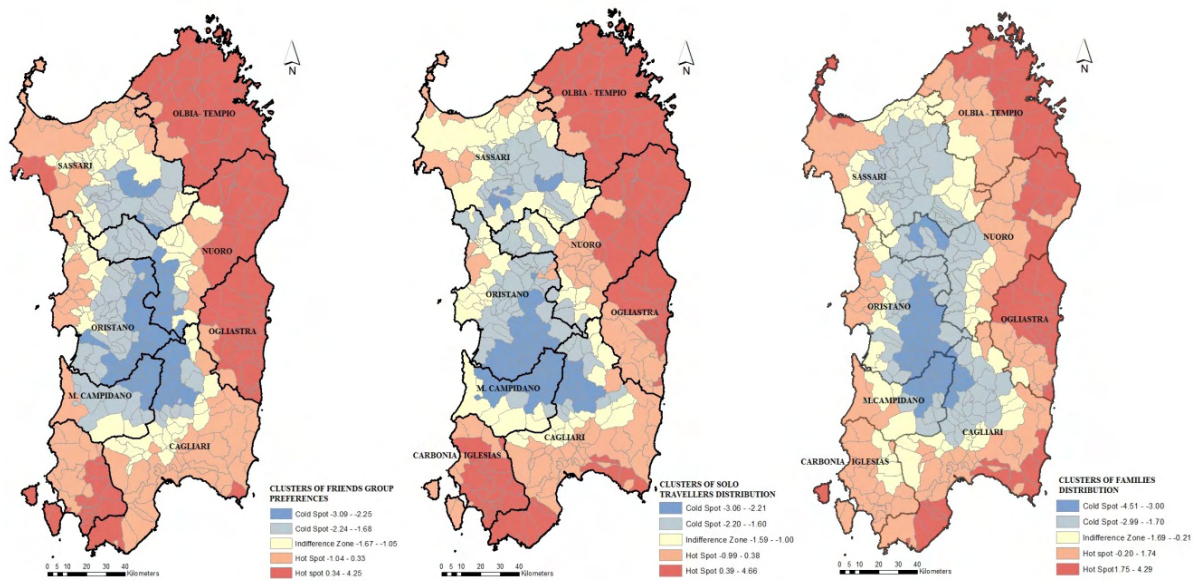 N
OLBIA- TEMPIO
SASSARI
NUORO
ORISTANO
OGLIASTRA
M. CAMPIDANO
CAGLIARI
CLUSTERS OF FRIENDS GROUP
PREFERENCES
Cold Spot -3.09 - -2.25
Cold Spot -2.24 - -1.68
Indifference Zone -1.67 - -1.05
Hot Spot -1.04 - 0.33
Hot Spot 0.34 - 4.25
0 5 10 20 30 40
Kilometers
N
OLBIA - TEMPIO
SASSARI
NUORO
ORISTANO
OGLIASTRA
M. CAMPIDANO
CAGLIARI
CARBONIA - IGLESIAS
CLUSTERS OF SOLO
TRAVELLERS DISTRIBUTION
Cold Spot -3.06 - -2.21
Cold Spot -2.20 - -1.60
Indifference Zone -1.59 - -1.00
Hot Spot -0.99 - 0.38
Hot Spot 0.39 - 4.66
0 5 10 20 30 40
Kilometers
N
OLBIA - TEMPIO
SASSARI
NUORO
ORISTANO
OGLIASTRA
M.CAMPIDANO
CAGLIARI
CARBONIA - IGLESIAS
CLUSTERS OF FAMILIES
DISTRIBUTION
Cold Spot -4.51 - -3.00
Cold Spot -2.99 - -1.70
Indifference Zone -1.69 - -0.21
Hot spot -0.20 - 1.74
Hot Spot1.75 - 4.29
0 5 10 20 30 40
Kilometers